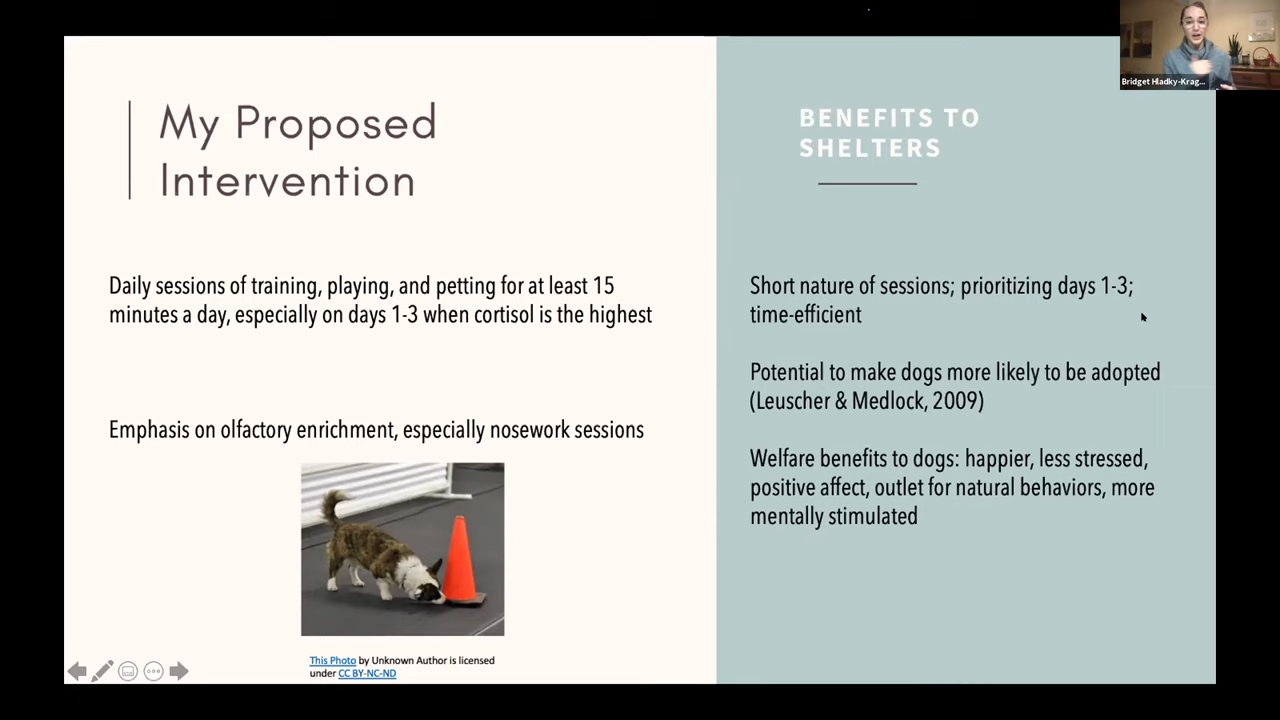 My Proposed
Intervention
Daily sessions of training, playing, and petting for at least 15
minutes a day, especially on days 1-3 when cortisol is the highest
Emphasis on olfactory enrichment, especially nosework sessions
This Photo by Unknown Author is licensed
under CC BY-NC-ND
BENEFITS TO
SHELTERS
Short nature of sessions; prioritizing days 1-3;
time-efficient
Potential to make dogs more likely to be adopted
(Leuscher & Medlock, 2009)
Welfare benefits to dogs: happier, less stressed,
positive affect, outlet for natural behaviors, more
mentally stimulated
Bridget Hladky-Krag...